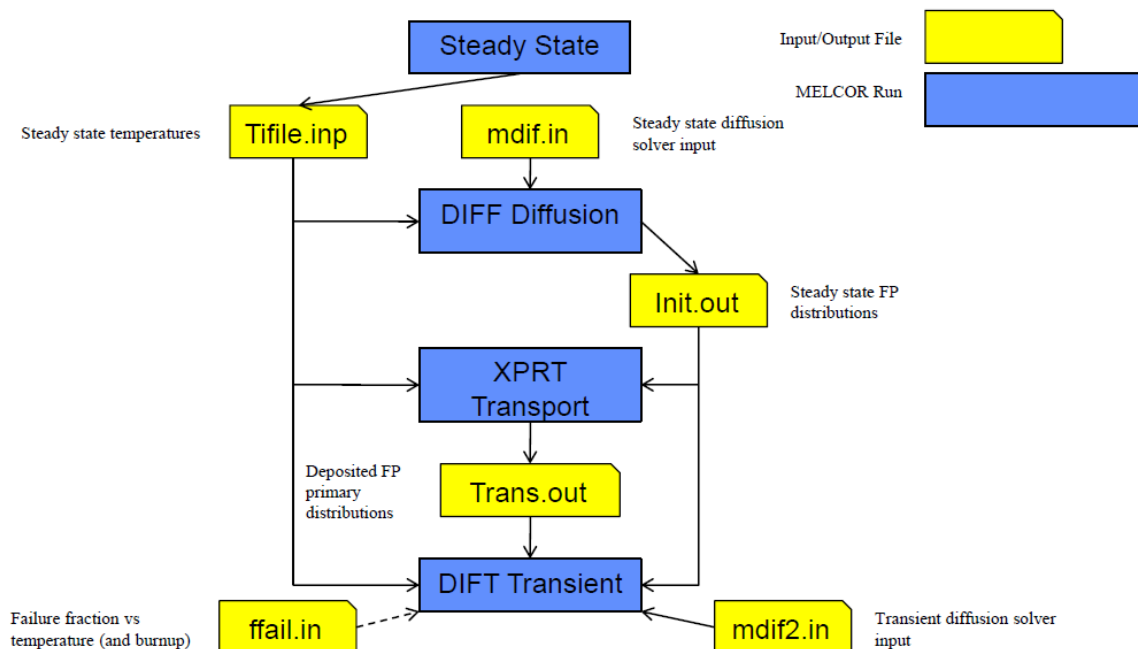 Steady State
Input/Output File
MELCOR Run
Steady state temperatures
Tifile.inp
mdif.in
Steady state diffusion
solver input
DIFF Diffusion
Init.out
Steady state FP
distributions
XPRT
Transport
Deposited FP
primary
distributions
Trans.out
DIFT Transient
Failure fraction vs
temperature (and burnup)
ffail.in
mdif2.in
Transient diffusion solver
input